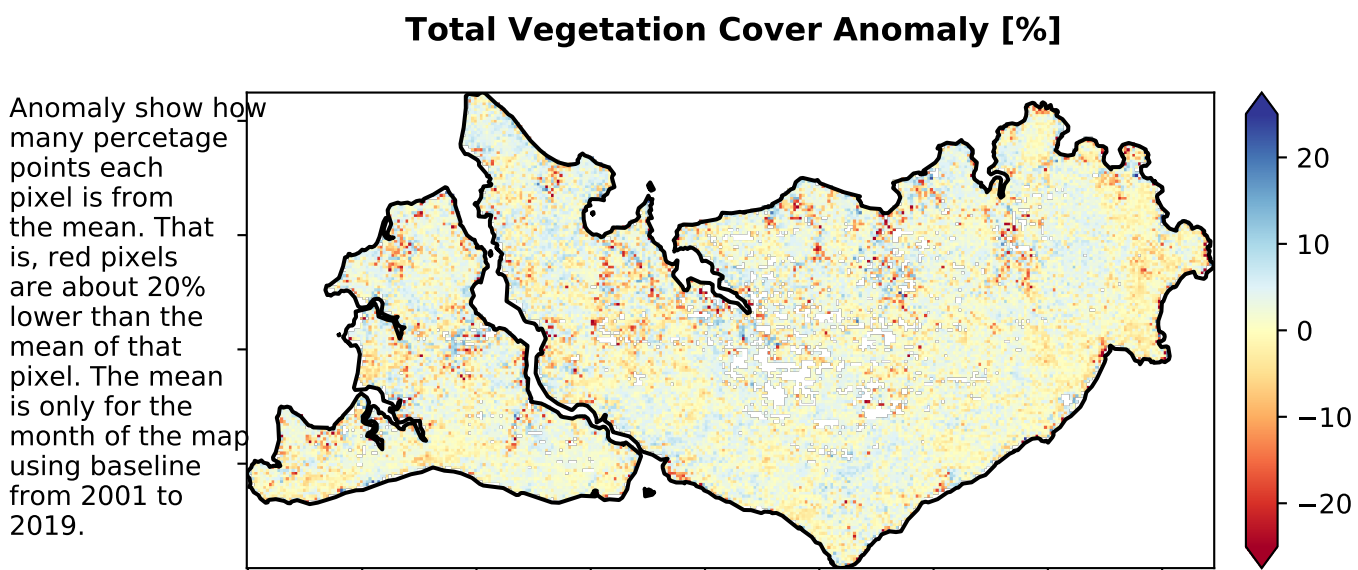 Total Vegetation Cover Anomaly [%]
Anomaly show how
many percetage
points each
pixel is from
the mean. That
is, red pixels
are about 20%
lower than the
mean of that
pixel. The mean
is only for the
month of the map
using baseline
from 2001 to
2019.
20
10
0
−10
−20